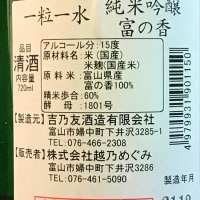 一粒一水
純米吟醸
富の香
品目
清酒
内容量
720ml
アルコール分：15度
原材料名：米(国産)
米麹(国産米)
原料米：富山県産
富の香100%
精米歩合：60%
酵母：1801号
【製造元】吉乃友酒造有限会社
富山市婦中町下井沢3285-1
TEL 076-466-2308
【販売者】株式会社越乃めぐみ
富山市婦中町下井沢3286
TEL 076-461-5090
製造年月
4979931901150